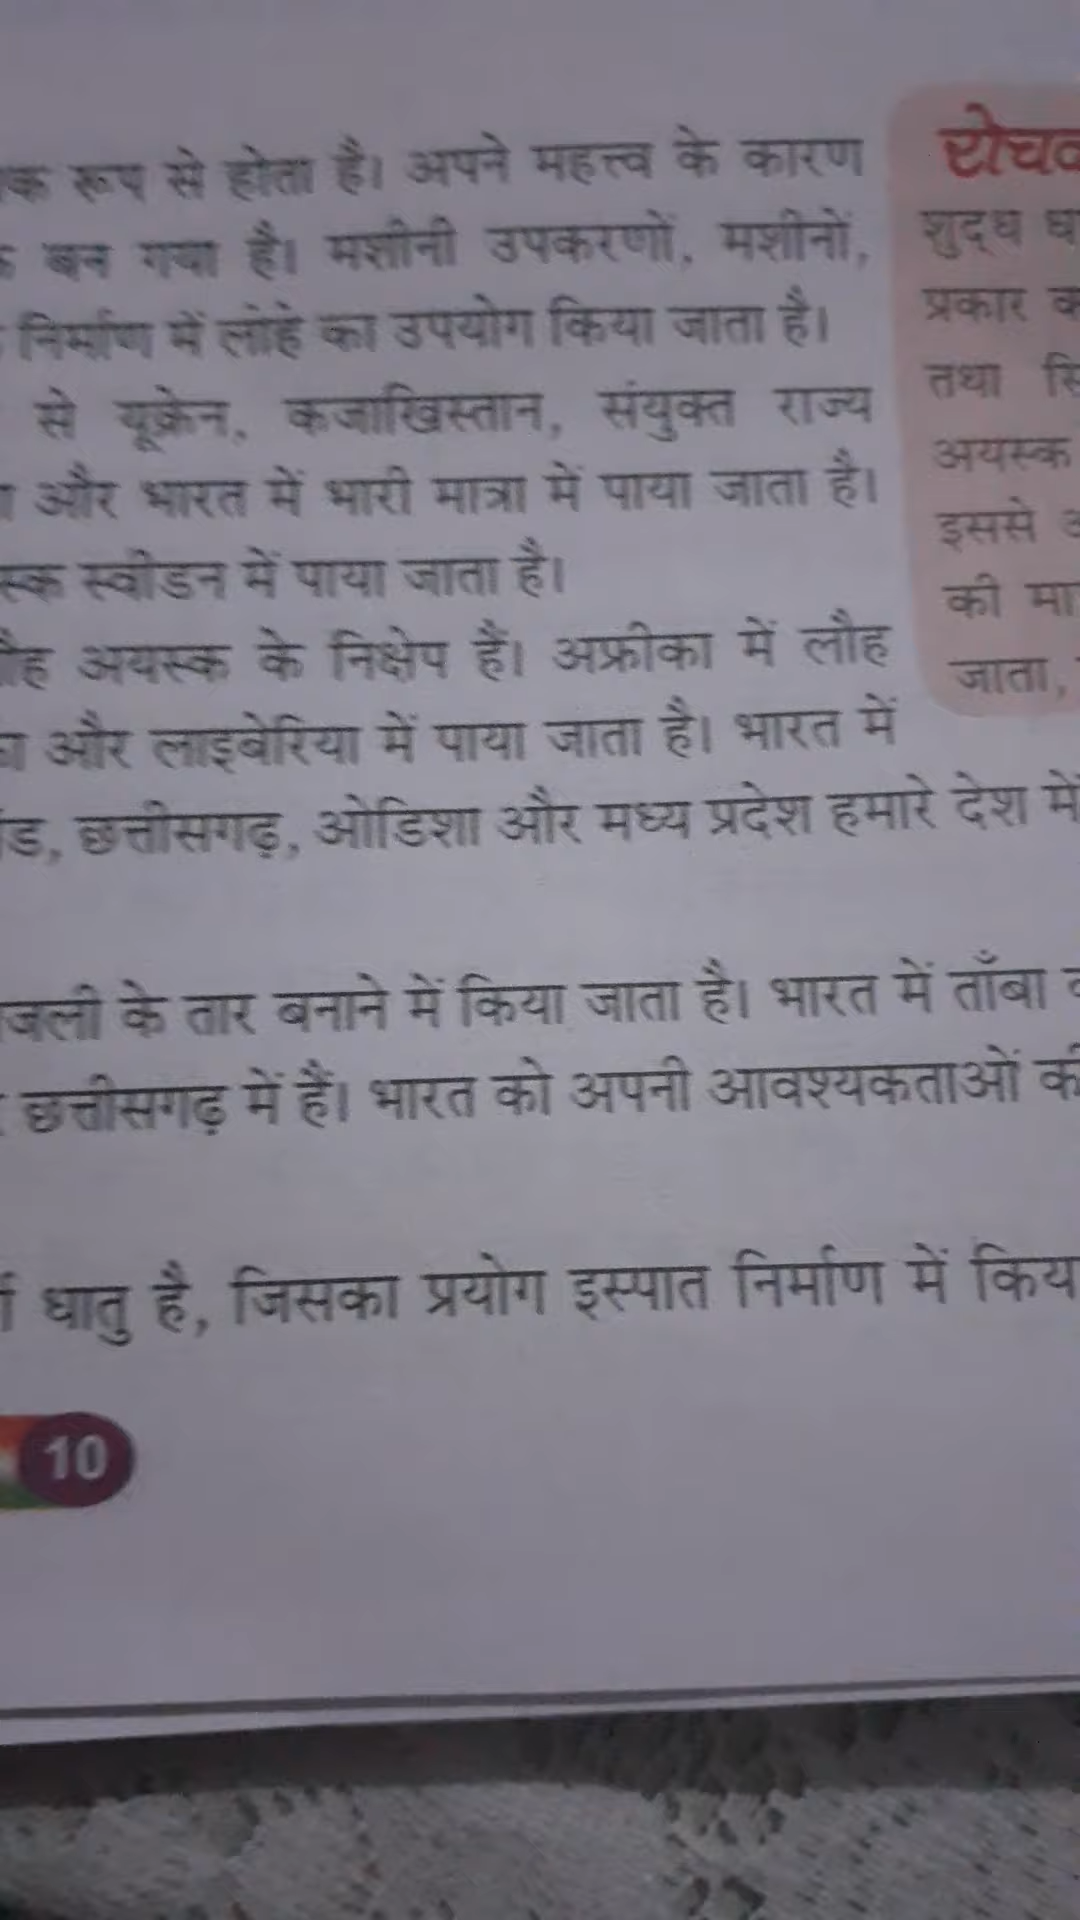 रूप से होता है। अपने महत्त्व के कारण
बन गया है। मशीनी उपकरणों, मशीनों,
निर्माण में लोहे का उपयोग किया जाता है।
से यूक्रेन, कजाखिस्तान, संयुक्त राज्य
और भारत में भारी मात्रा में पाया जाता है।
स्वीडन में पाया जाता है।
अयस्क के निक्षेप हैं। अफ्रीका में लौह
और लाइबेरिया में पाया जाता है। भारत में
छत्तीसगढ़, ओडिशा और मध्य प्रदेश हमारे देश में
के तार बनाने में किया जाता है। भारत में ताँबा
छत्तीसगढ़ में हैं। भारत को अपनी आवश्यकताओं की
धातु है, जिसका प्रयोग इस्पात निर्माण में
10
शुद्ध
प्रकार
तथा
अयस्क
इससे
की
जाता,